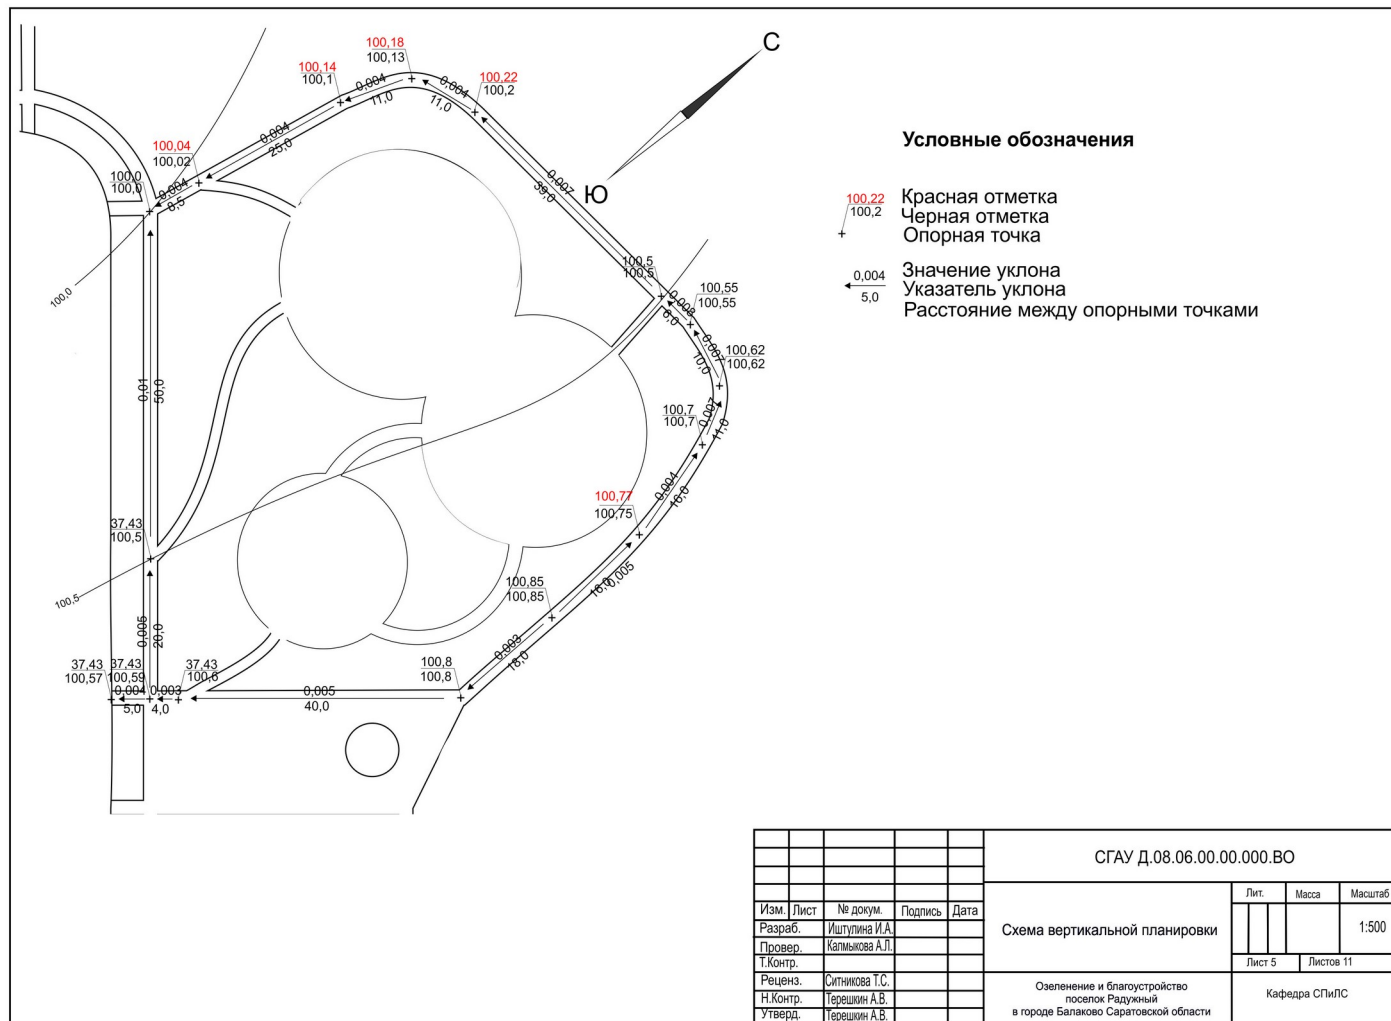 100,18
100,13
100,14
100,1
0,004
11,0
0,004
11,0
100,22
100,2
С
Ю
0,004
25,0
100,04
100,02
100,0
100,0
0,004
8,5
100,0
0,007
39,0
Условные обозначения
100,22
100,2
Красная отметка
Черная отметка
Опорная точка
0,004
5,0
Значение уклона
Указатель уклона
Расстояние между опорными точками
100,5
100,5
0,008
6,0
100,55
100,55
0,007
10,0
100,62
100,62
0,007
11,0
100,7
100,7
0,004
16,0
100,77
100,75
0,005
16,0
100,85
100,85
0,003
18,0
100,8
100,8
0,01
50,0
37,43
100,5
100,5
0,005
20,0
37,43
100,57
37,43
100,59
37,43
100,6
0,004
5,0
0,003
4,0
0,005
40,0
СГАУ Д.08.06.00.00.000.ВО
Изм. Лист № докум. Подпись Дата
Разраб. Иштулина И.А.
Провер. Калмыкова А.Л.
Т.Контр.
Реценз. Ситникова Т.С.
Н.Контр. Терешкин А.В.
Утверд. Терешкин А.В.
Схема вертикальной планировки
Лит. Масса Масштаб
1:500
Лист 5 Листов 11
Озеленение и благоустройство
поселок Радужный
в городе Балаково Саратовской области
Кафедра СПиЛС